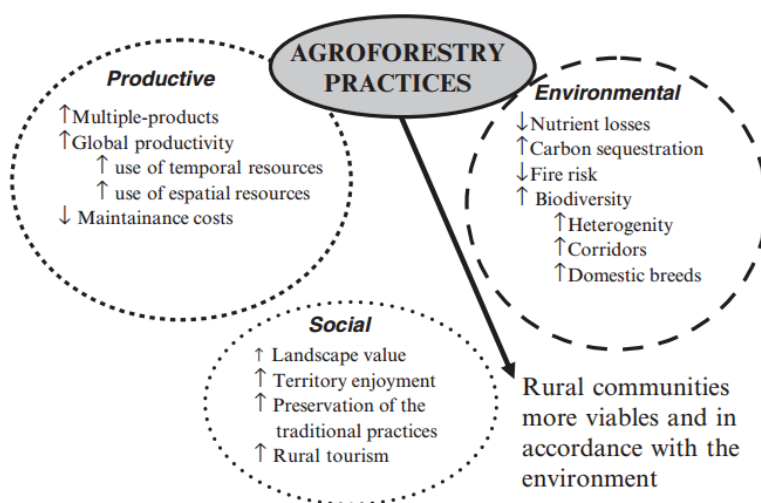 AGROFORESTRY
PRACTICES
Productive
↑Multiple-products
↑Global productivity
↑ use of temporal resources
↑ use of espatial resources
↓ Maintainance costs
Environmental
↓Nutrient losses
↑Carbon sequestration
↓Fire risk
↑ Biodiversity
↑Heterogenity
↑Corridors
↑Domestic breeds
Social
↑ Landscape value
↑ Territory enjoyment
↑ Preservation of the
traditional practices
↑ Rural tourism
Rural communities
more viables and in
accordance with the
environment